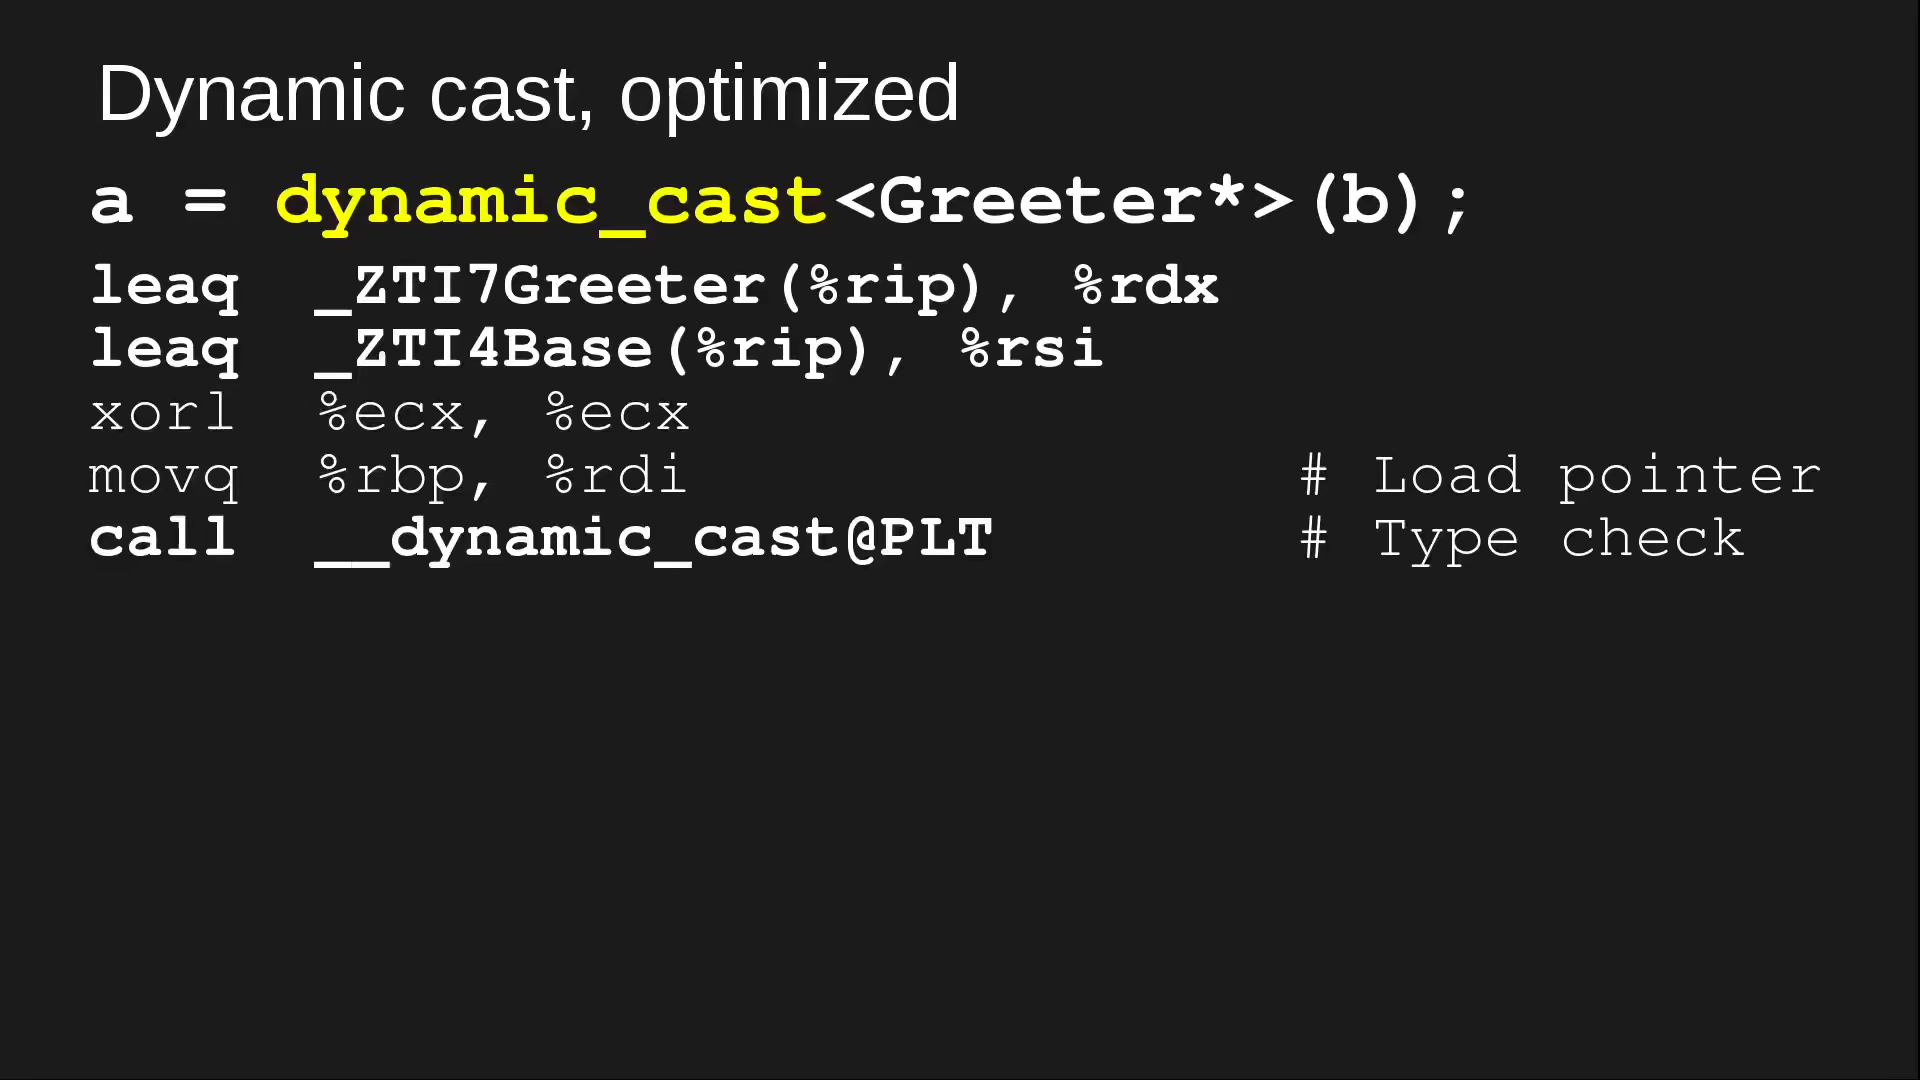 Dynamic cast, optimized
a = dynamic_cast<Greeter*>(b);
leaq  _ZTI7Greeter(%rip), %rdx
leaq  _ZTI4Base(%rip), %rsi
xorl  %ecx, %ecx
movq  %rbp, %rdi                # Load pointer
call  __dynamic_cast@PLT        # Type check